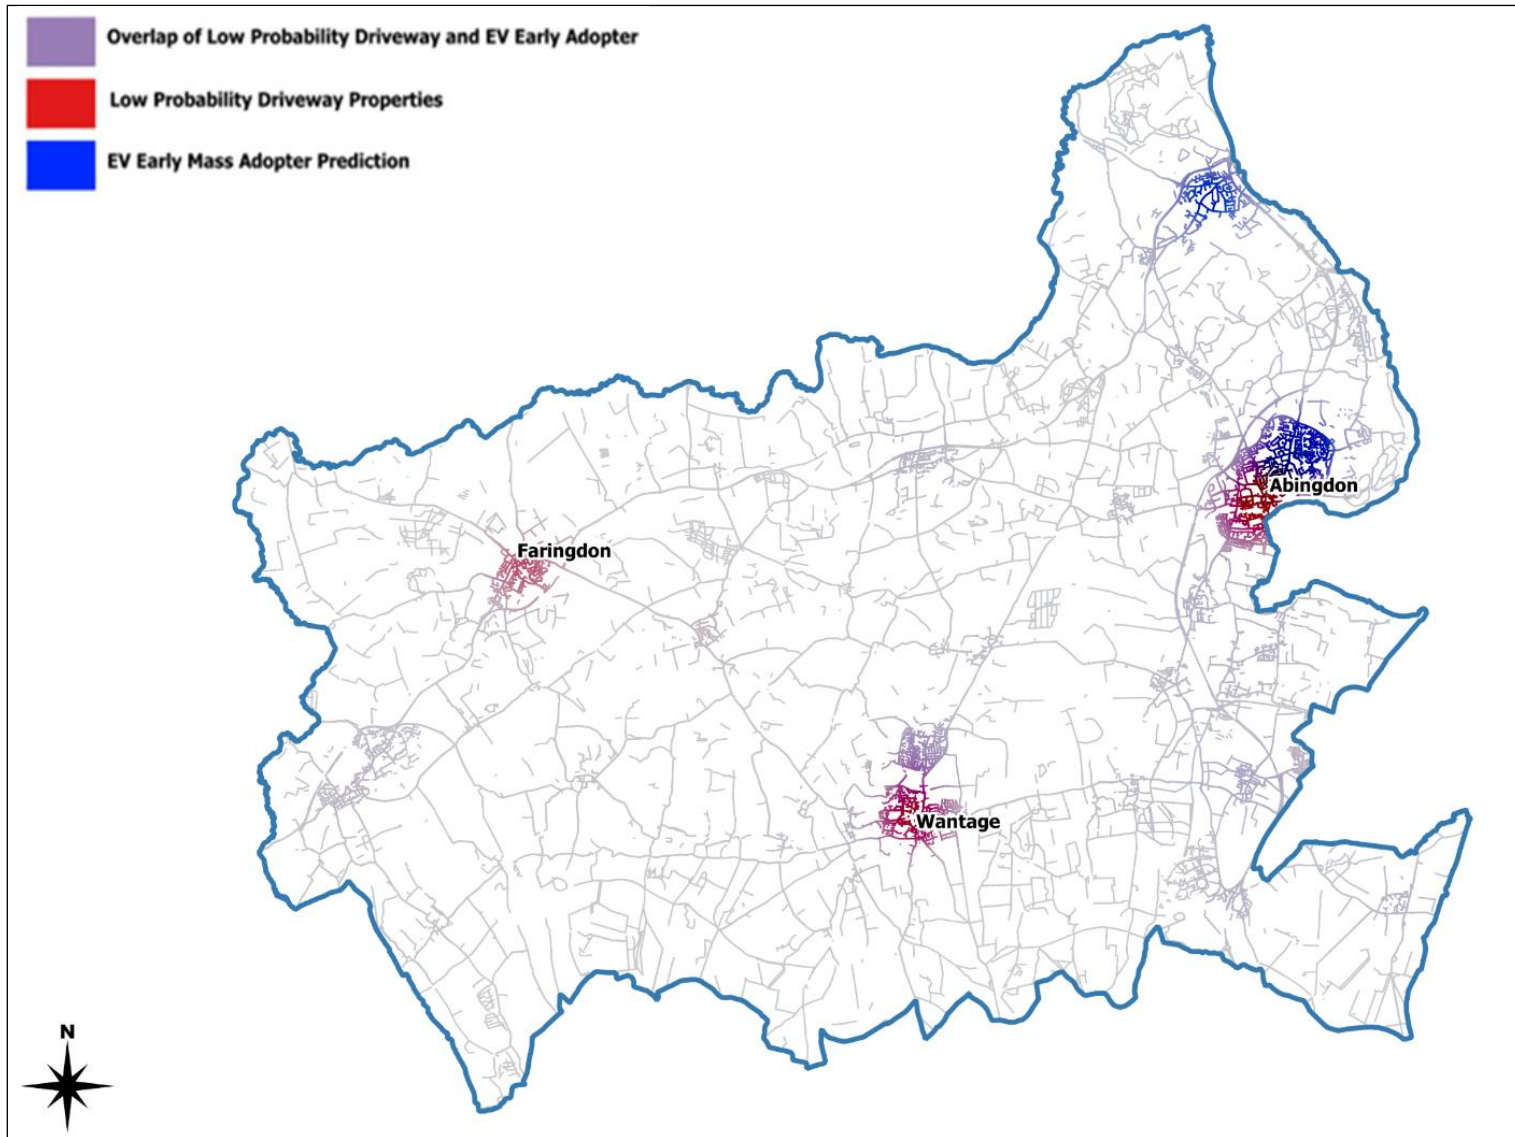 Overlap of Low Probability Driveway and EV Early Adopter
Low Probability Driveway Properties
EV Early Mass Adopter Prediction
Abingdon
Faringdon
Wantage
N